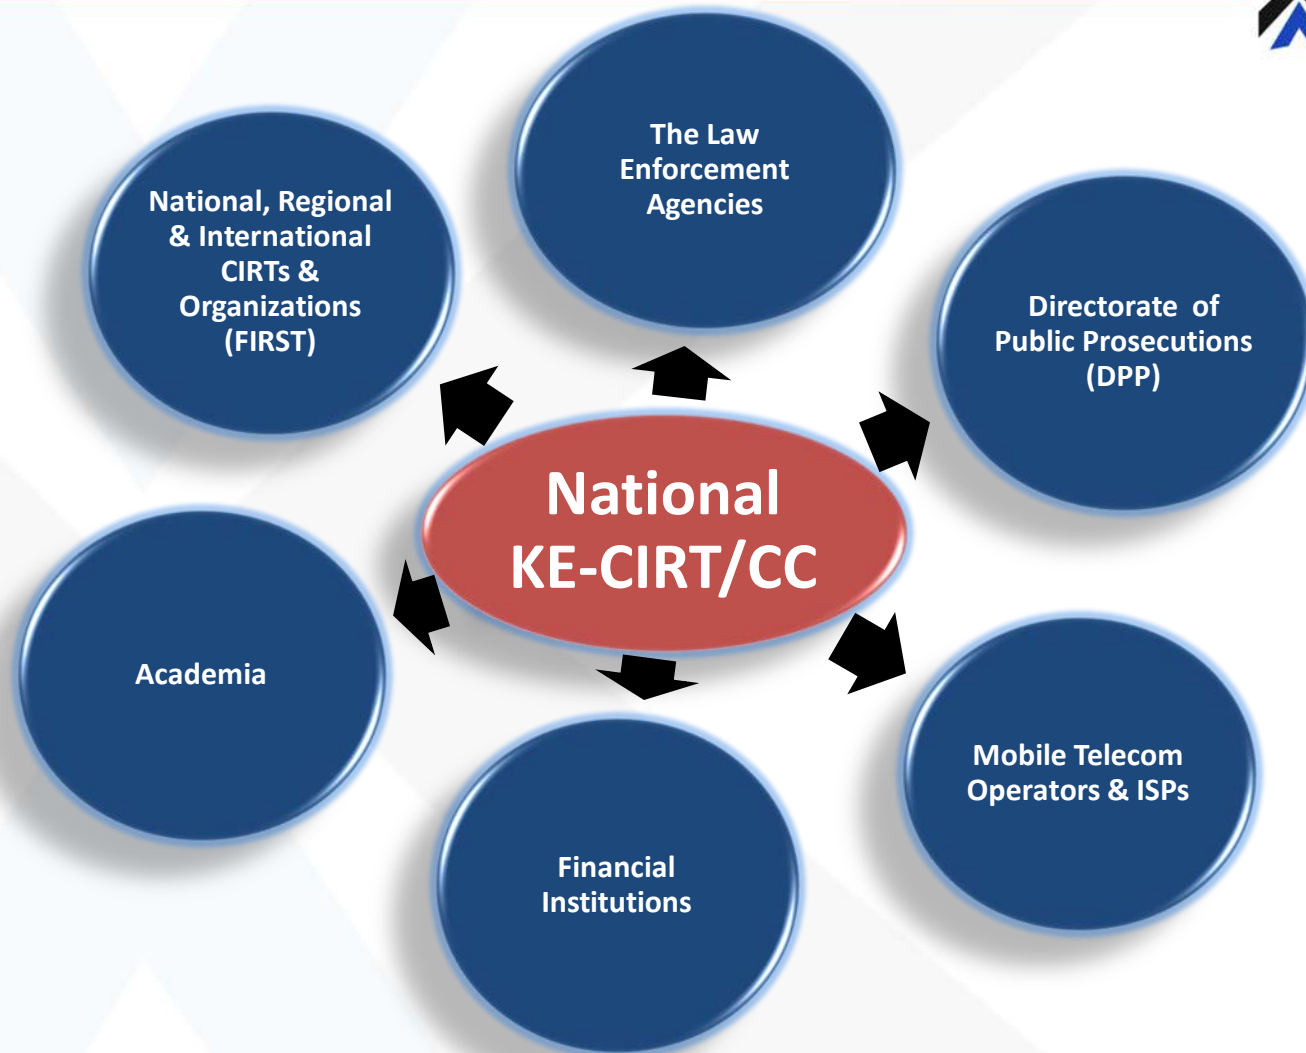 The Law
Enforcement
Agencies
National, Regional
& International
CIRTs &
Organizations
(FIRST)
Directorate of
Public Prosecutions
(DPP)
National
KE-CIRT/CC
Academia
Mobile Telecom
Operators & ISPs
Financial
Institutions